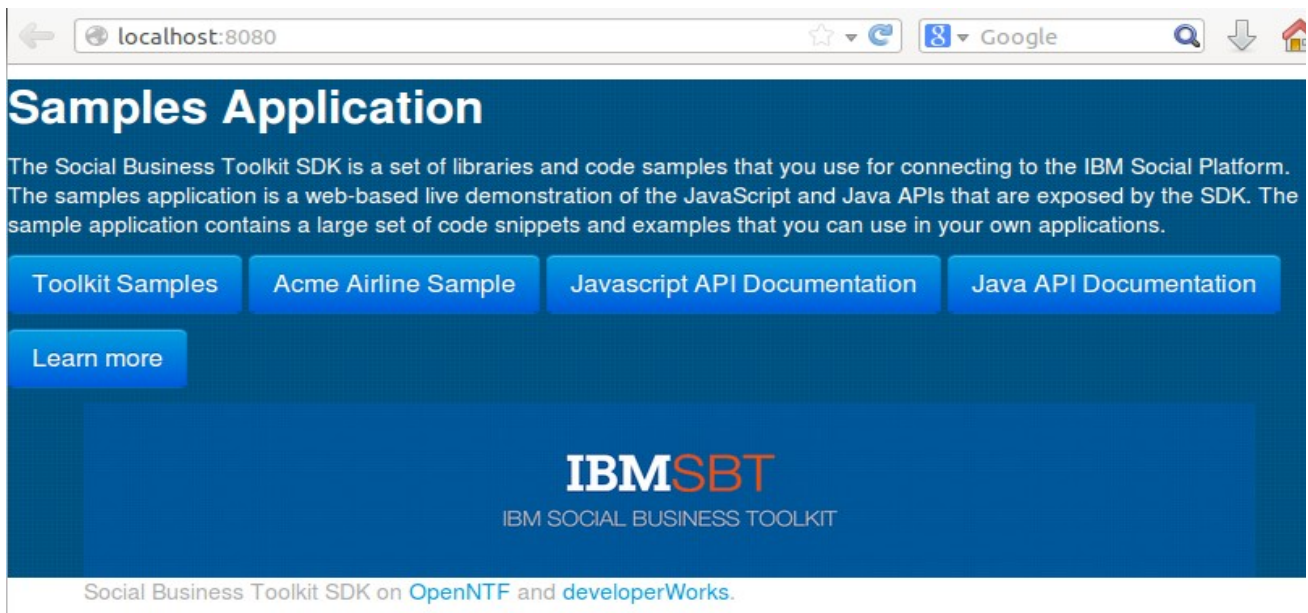 localhost:8080
Google
Samples Application
The Social Business Toolkit SDK is a set of libraries and code samples that you use for connecting to the IBM Social Platform.
The samples application is a web-based live demonstration of the JavaScript and Java APIs that are exposed by the SDK. The
sample application contains a large set of code snippets and examples that you can use in your own applications.
Toolkit Samples Acme Airline Sample Javascript API Documentation Java API Documentation
Learn more
IBMSBT
IBM SOCIAL BUSINESS TOOLKIT
Social Business Toolkit SDK on OpenNTF and developerWorks.